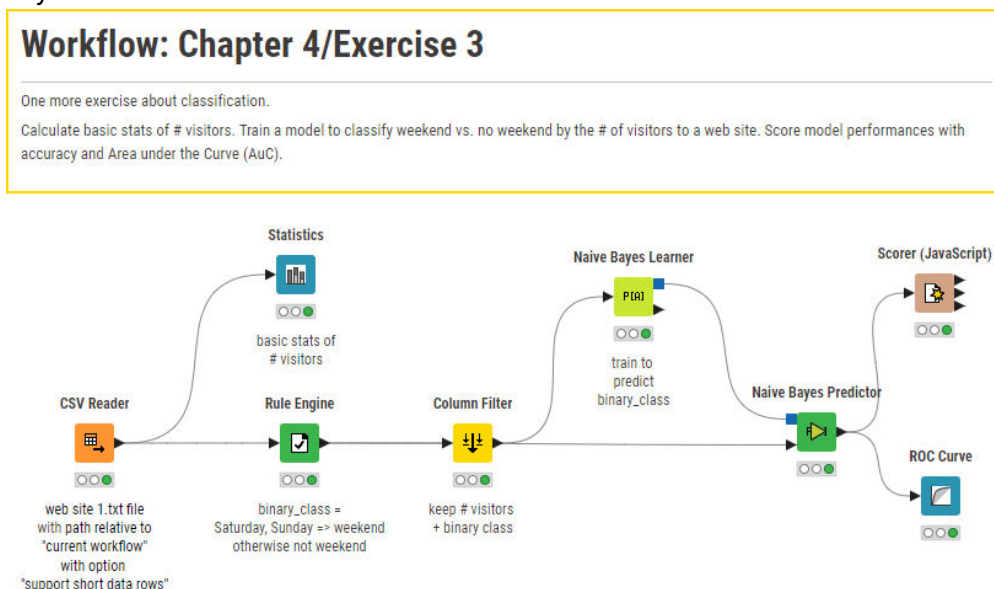 Workflow: Chapter 4/Exercise 3
One more exercise about classification.
Calculate basic stats of # visitors. Train a model to classify weekend vs. no weekend by the # of visitors to a web site. Score model performances with
accuracy and Area under the Curve (AuC).
Statistics
basic stats of
# visitors
Naive Bayes Learner
P[A]
train to
predict
binary_class
Scorer (JavaScript)
CSV Reader
web site 1.txt file
with path relative to
"current workflow"
with option
"support short data rows"
Rule Engine
binary_class =
Saturday, Sunday => weekend
otherwise not weekend
Column Filter
keep # visitors
+ binary class
Naive Bayes Predictor
ROC Curve